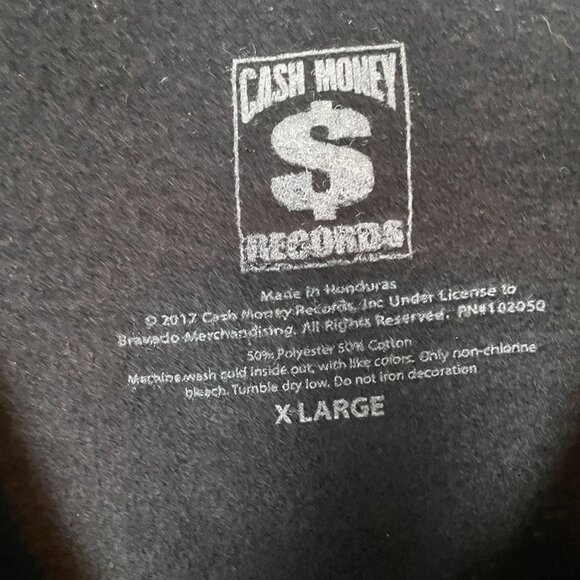 CASH MONEY
$
RECORDS
Made in Honduras
© 2017 Cash Money Records, Inc Under License to
Bravado Merchandising. All Rights Reserved. PN#102050
50% Polyester 50% Cotton
Machine wash cold inside out, with like colors. Only non-chlorine
bleach. Tumble dry low. Do not iron decoration
X LARGE